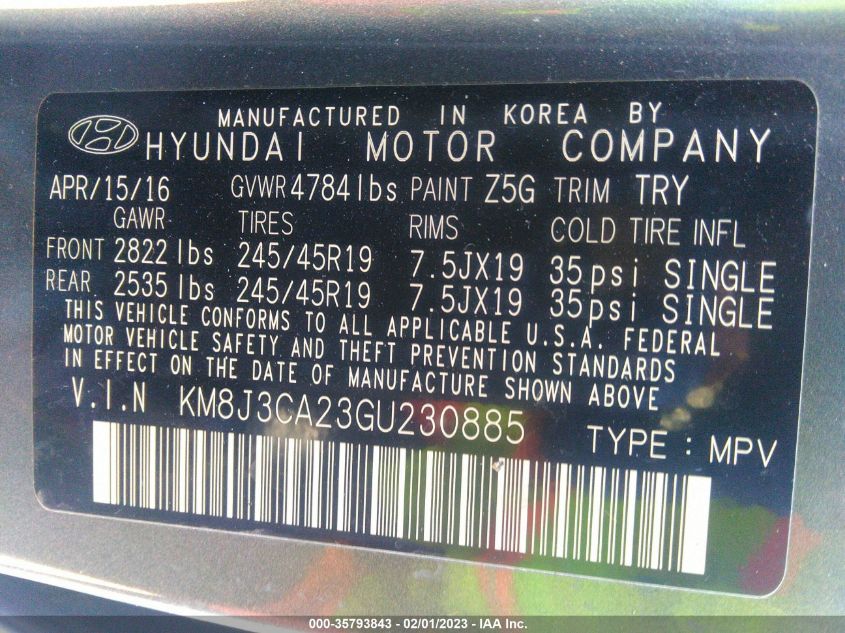 MANUFACTURED IN KOREA BY
HYUNDAI MOTOR COMPANY
APR/15/16 GVWR 4784 lbs PAINT Z5G TRIM TRY
GAWR TIRES RIMS COLD TIRE INFL
FRONT 2822 lbs 245/45R19 7.5JX19 35psi SINGLE
REAR 2535 lbs 245/45R19 7.5JX19 35psi SINGLE
THIS VEHICLE CONFORMS TO ALL APPLICABLE U.S.A. FEDERAL
MOTOR VEHICLE SAFETY AND THEFT PREVENTION STANDARDS
IN EFFECT ON THE DATE OF MANUFACTURE SHOWN ABOVE
V.I.N KM8J3CA23GU230885
TYPE : MPV
000-35793843 - 02/01/2023 - © IAA Inc.